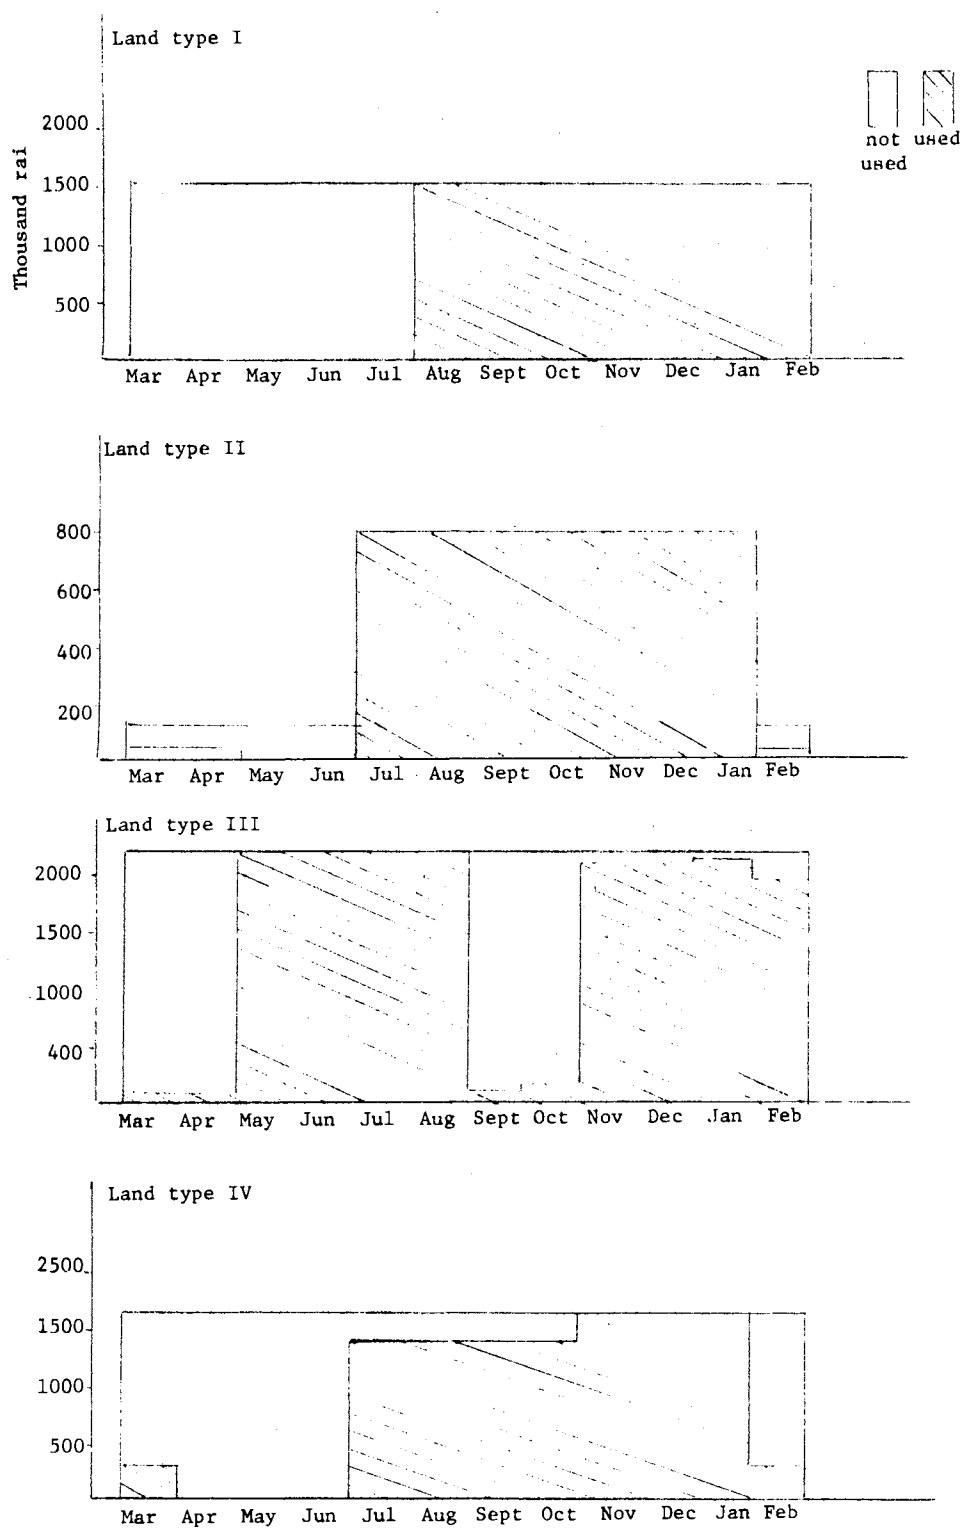 Land type I
not used
used
2000
1500
1000
500
Thousand rai
Mar Apr May Jun Jul Aug Sept Oct Nov Dec Jan Feb
Land type II
800
600
400
200
Mar Apr May Jun Jul Aug Sept Oct Nov Dec Jan Feb
Land type III
2000
1500
1000
400
Mar Apr May Jun Jul Aug Sept Oct Nov Dec Jan Feb
Land type IV
2500
1500
1000
500
Mar Apr May Jun Jul Aug Sept Oct Nov Dec Jan Feb